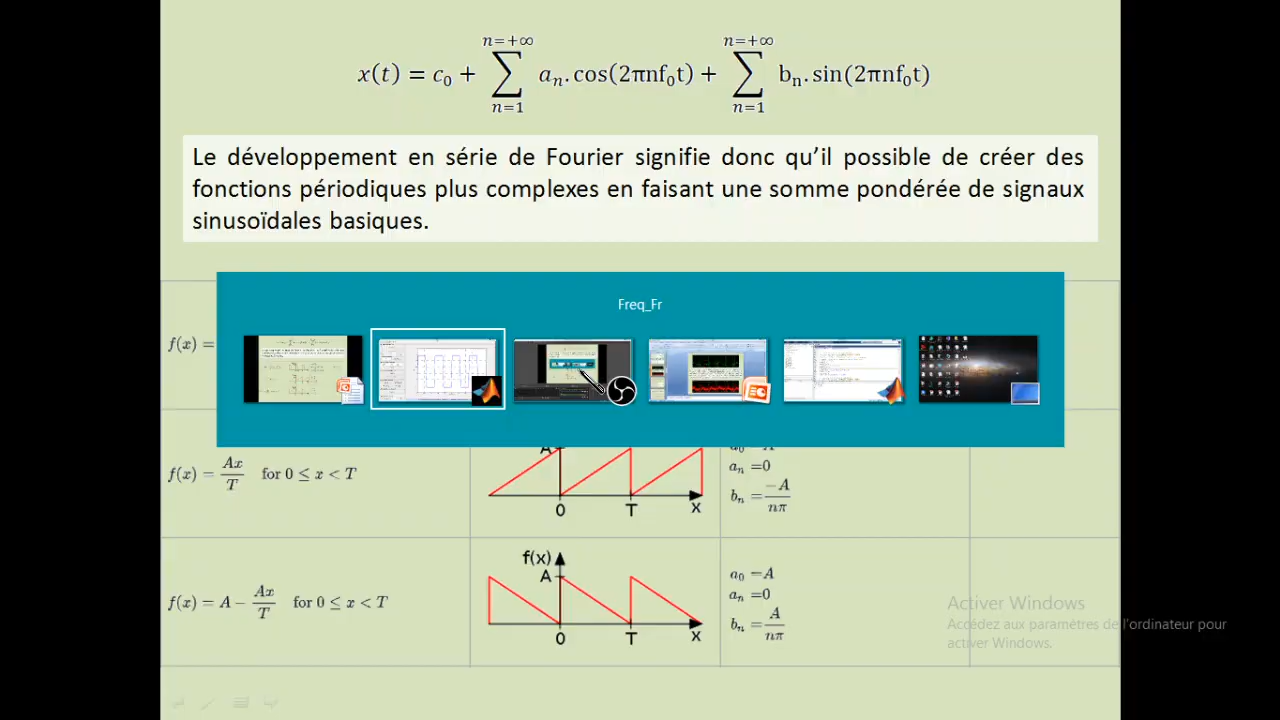 n=+∞ n=+∞
x(t) = c₀ + ∑ aₙ.cos(2πnf₀t) + ∑ bₙ.sin(2πnf₀t)
n=1 n=1
Le développement en série de Fourier signifie donc qu’il possible de créer des
fonctions périodiques plus complexes en faisant une somme pondérée de signaux
sinusoïdales basiques.
Freq_Fr
f(x) =
f(x) = Ax/T for 0 ≤ x < T
A
0 T x
aₙ =0
bₙ = −A/nπ
f(x) = A − Ax/T for 0 ≤ x < T
f(x)
A
0 T x
a₀ = A
aₙ =0
bₙ = A/nπ
Activer Windows
Accédez aux paramètres de l'ordinateur pour
activer Windows.